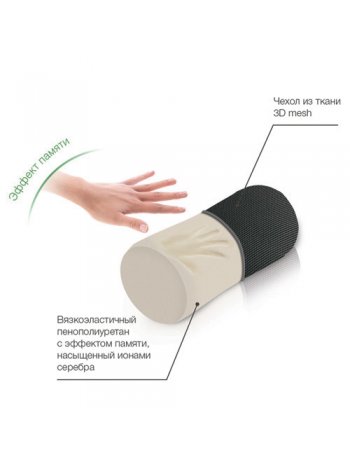 Чехол из ткани
3D mesh
Эффект памяти
Вязкоэластичный
пенополиуретан
с эффектом памяти,
насыщенный ионами
серебра